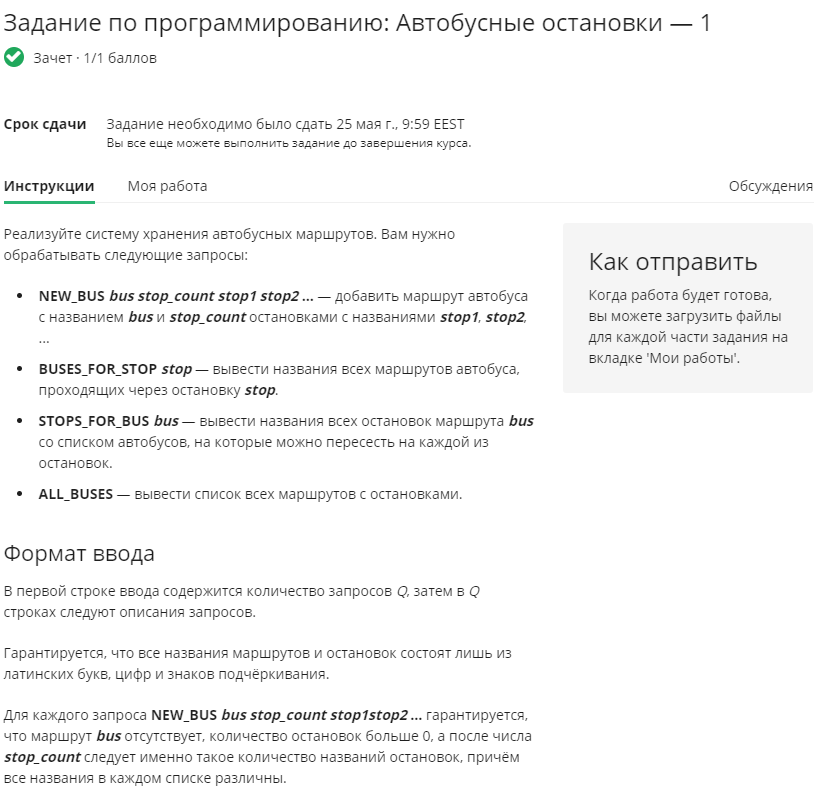 Задание по программированию: Автобусные остановки — 1
Зачет · 1/1 баллов
Срок сдачи Задание необходимо было сдать 25 мая г., 9:59 EEST
Вы все еще можете выполнить задание до завершения курса.
Инструкции Моя работа Обсуждения
Реализуйте систему хранения автобусных маршрутов. Вам нужно
обрабатывать следующие запросы:
• NEW_BUS bus stop_count stop1 stop2 ... — добавить маршрут автобуса
с названием bus и stop_count остановками с названиями stop1, stop2,
...
• BUSES_FOR_STOP stop — вывести названия всех маршрутов автобуса,
проходящих через остановку stop.
• STOPS_FOR_BUS bus — вывести названия всех остановок маршрута bus
со списком автобусов, на которые можно пересесть на каждой из
остановок.
• ALL_BUSES — вывести список всех маршрутов с остановками.
Формат ввода
В первой строке ввода содержится количество запросов Q, затем в Q
строках следуют описания запросов.
Гарантируется, что все названия маршрутов и остановок состоят лишь из
латинских букв, цифр и знаков подчёркивания.
Для каждого запроса NEW_BUS bus stop_count stop1stop2 ... гарантируется,
что маршрут bus отсутствует, количество остановок больше 0, а после числа
stop_count следует именно такое количество названий остановок, причём
все названия в каждом списке различны.
Как отправить
Когда работа будет готова,
вы можете загрузить файлы
для каждой части задания на
вкладке 'Мои работы'.